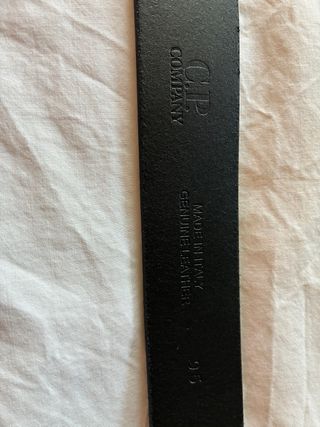 C.P.
COMPANY
MADE IN ITALY
GENUINE LEATHER
95